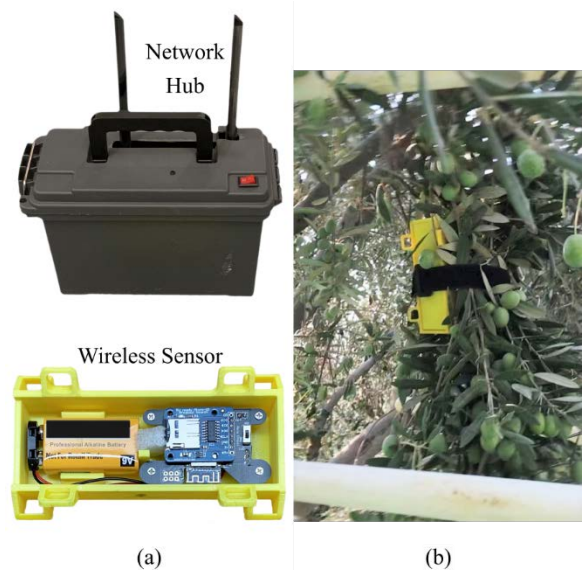 Network
Hub
Wireless Sensor
Professional Alkaline Battery
(a)
(b)